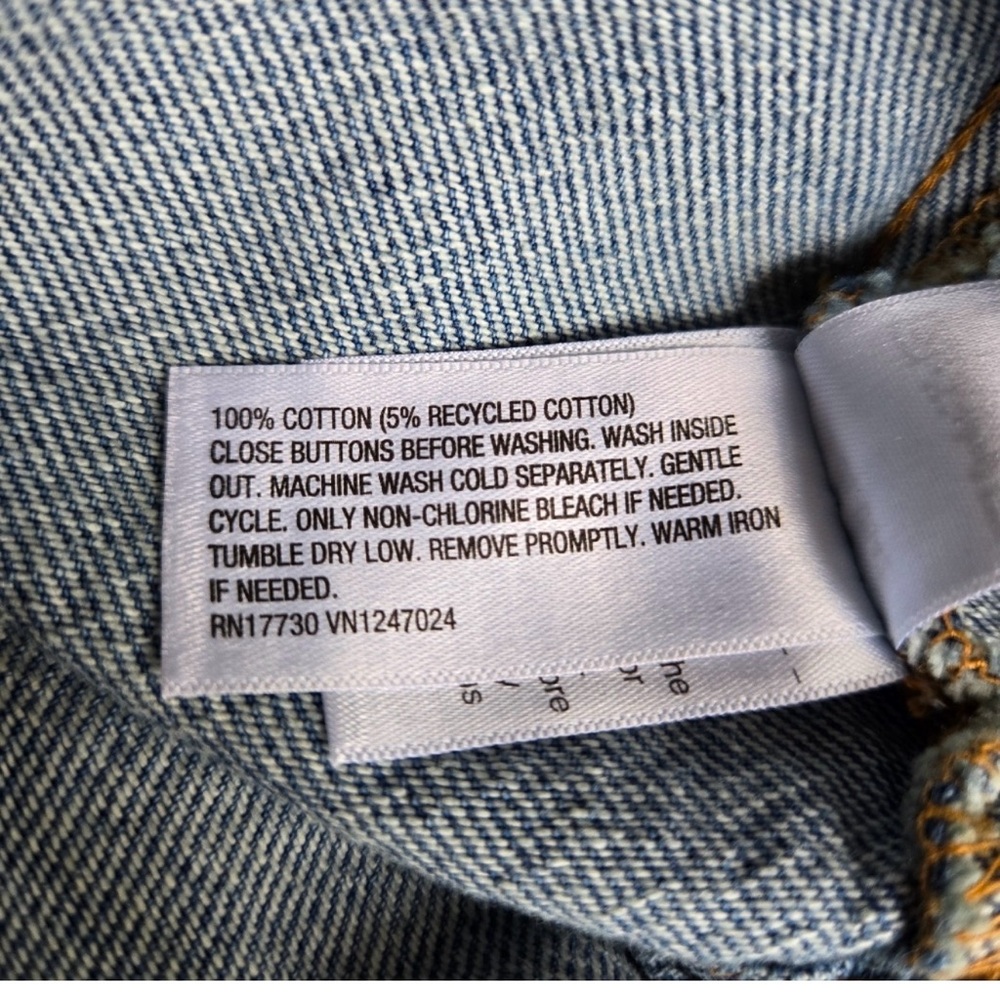 100% COTTON (5% RECYCLED COTTON)
CLOSE BUTTONS BEFORE WASHING. WASH INSIDE
OUT. MACHINE WASH COLD SEPARATELY. GENTLE
CYCLE. ONLY NON-CHLORINE BLEACH IF NEEDED.
TUMBLE DRY LOW. REMOVE PROMPTLY. WARM IRON
IF NEEDED.
RN17730 VN1247024